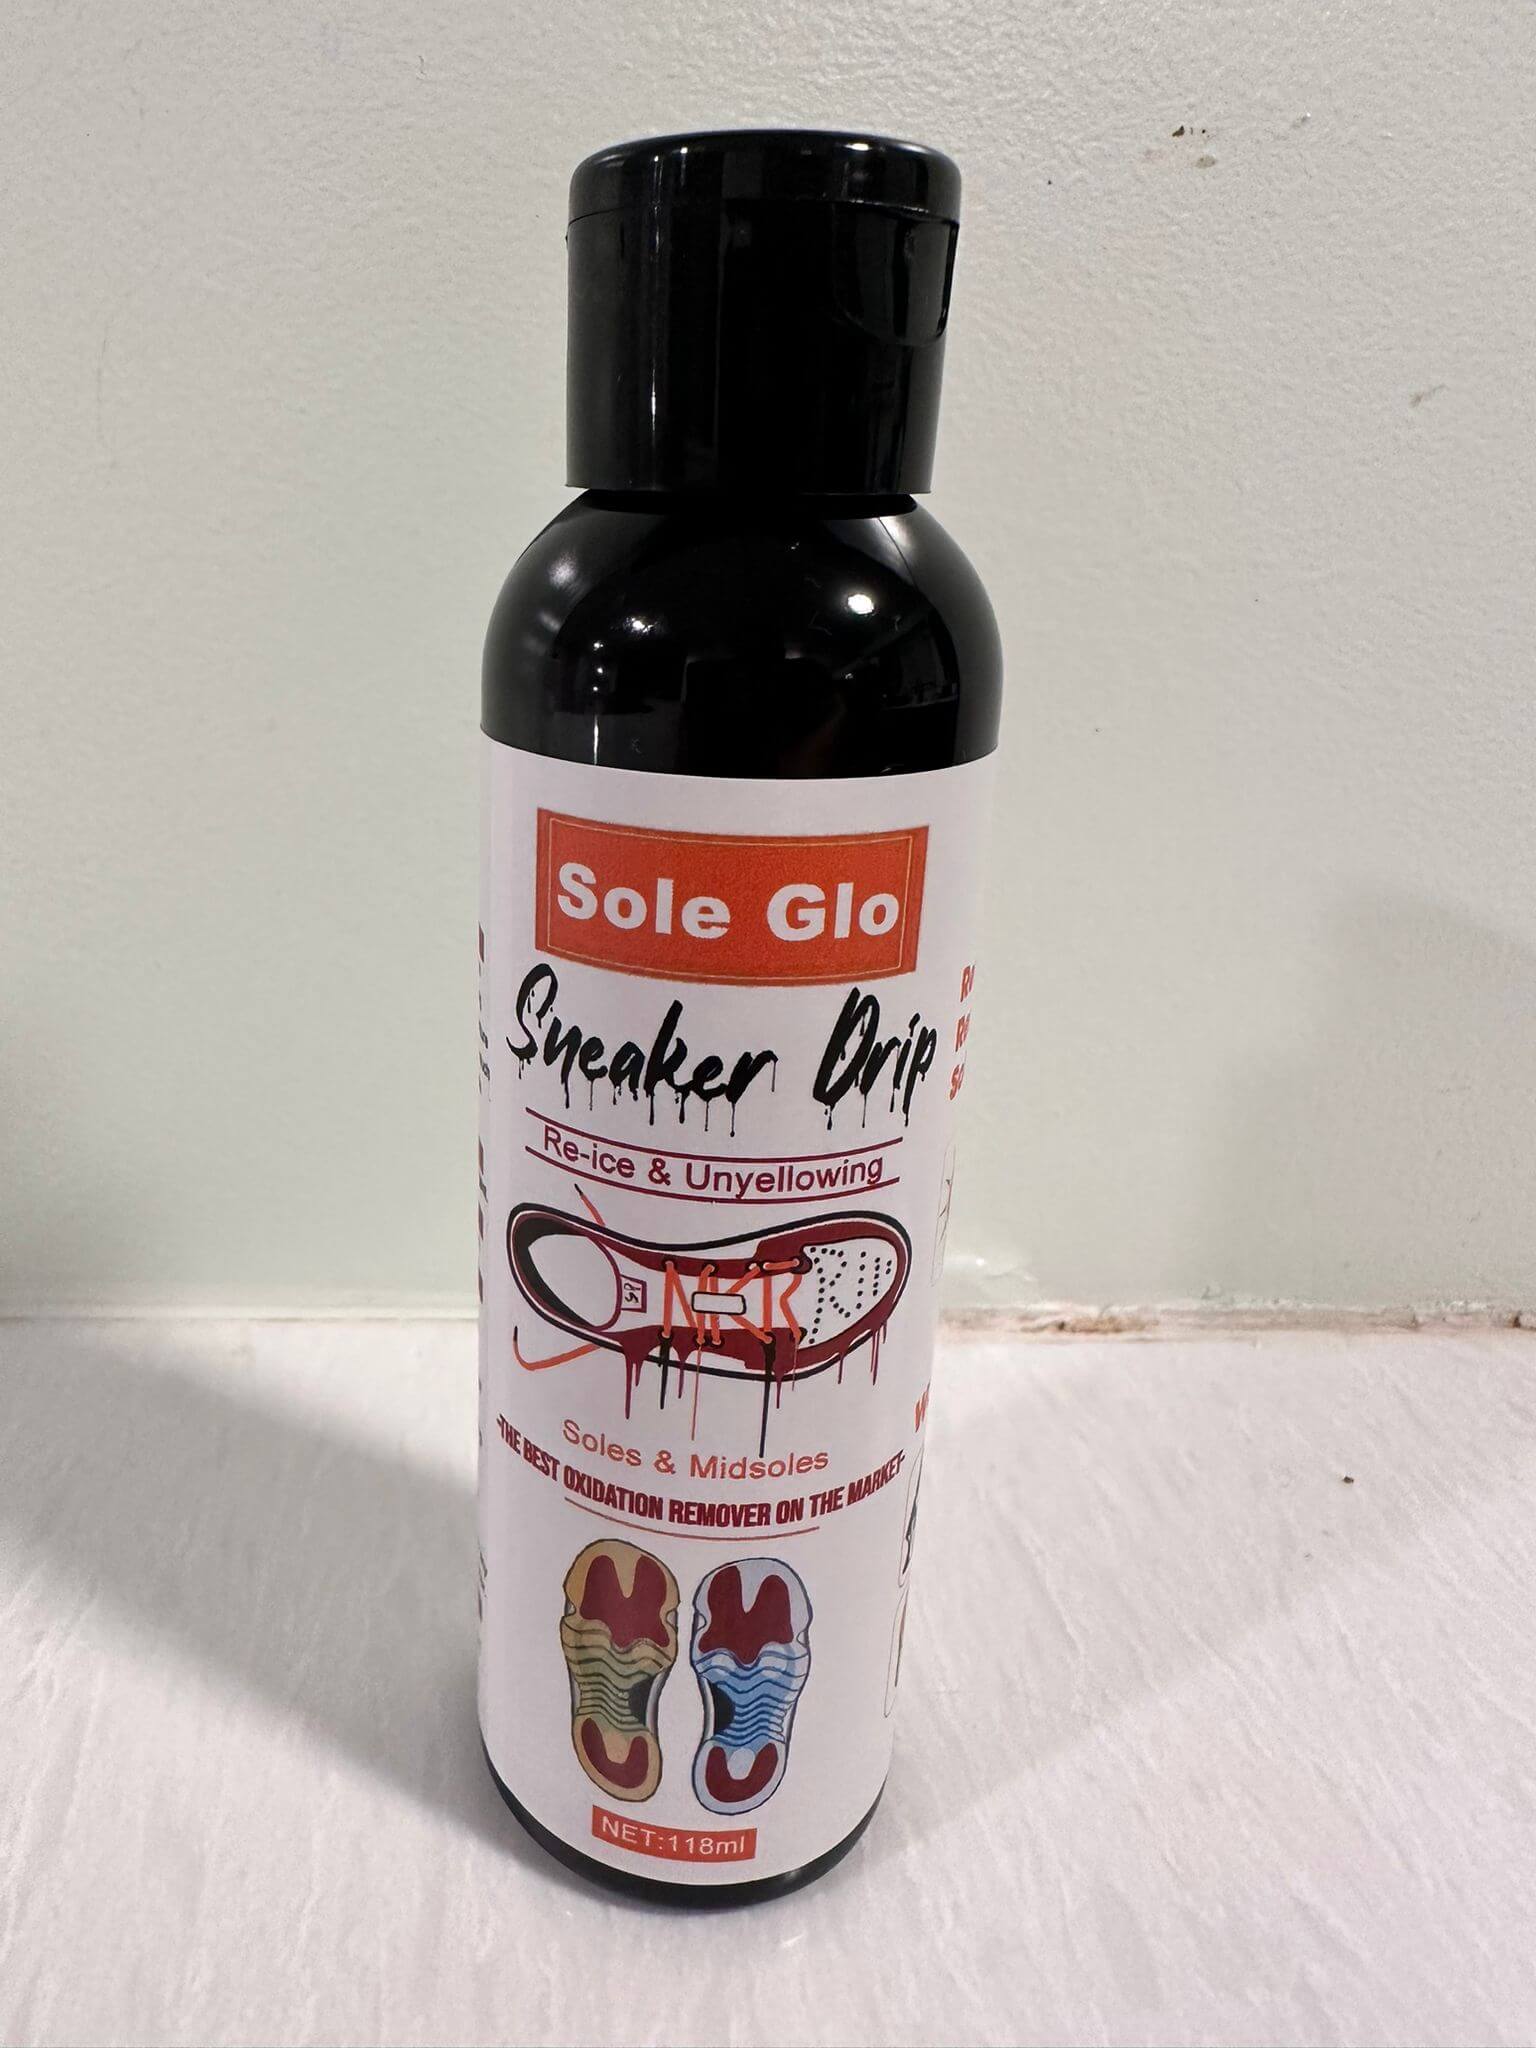 Sole Glo
Sneaker Drip
Re-ice & Unyellowing
Soles & Midsoles
-THE BEST OXIDATION REMOVER ON THE MARKET-
NET:118ml